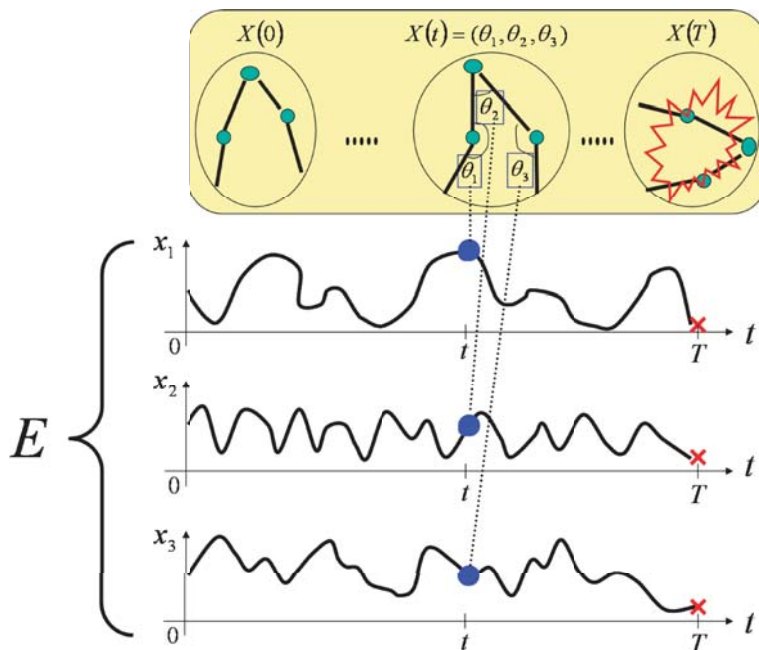 X(0) X(t) = (θ₁, θ₂, θ₃) X(T)
θ₂
..... .....
θ₁ θ₃
x₁
0 t T t
x₂
E
0 t T t
x₃
0 t T t